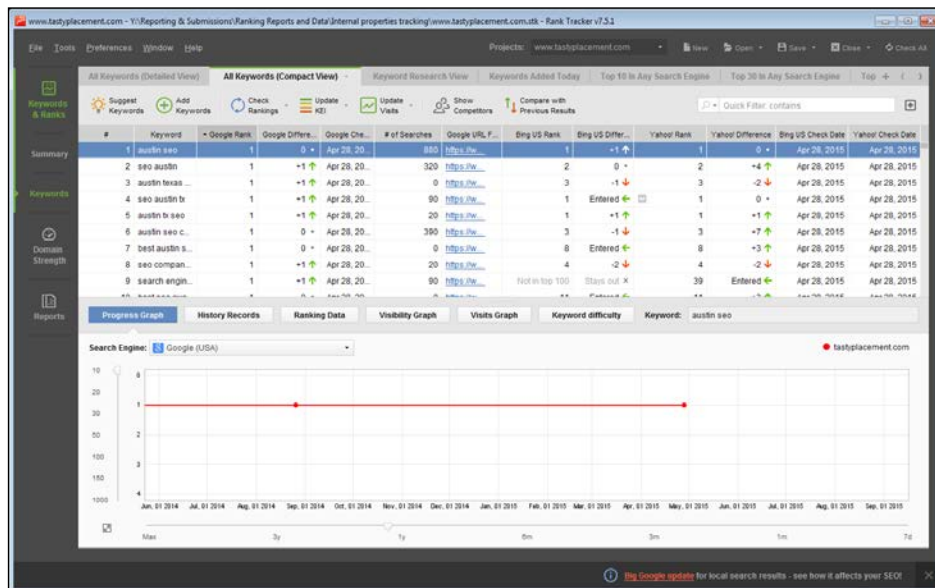 www.tastyplacement.com - Y:\Reporting & Submissions\Ranking Reports and Data\Internal properties tracking\www.tastyplacement.com.stk - Rank Tracker v7.5.1
File Tools Preferences Window Help Projects: www.tastyplacement.com New Open Save Close Check All
All Keywords (Detailed View) All Keywords (Compact View) Keyword Research View Keywords Added Today Top 10 in Any Search Engine Top 30 in Any Search Engine Top
Keywords & Ranks
Summary
Keywords
Domain Strength
Reports
Suggest Keywords Add Keywords Check Rankings Update KEI Update Visits Show Competitors Compare with Previous Results Quick Filter: contains
# Keyword Google Rank Google Differe... Google Che... # of Searches Google URL F... Bing US Rank Bing US Differ... Yahoo! Rank Yahoo! Difference Bing US Check Date Yahoo! Check Date
1 austin seo 1 0 Apr 28, 20... 880 https://w... 1 +1 1 0 Apr 28, 2015 Apr 28, 2015
2 seo austin 1 +1 Apr 28, 20... 320 https://w... 2 0 2 +4 Apr 28, 2015 Apr 28, 2015
3 austin texas ... 1 +1 Apr 28, 20... 0 https://w... 3 -1 3 -2 Apr 28, 2015 Apr 28, 2015
4 seo austin tx 1 +1 Apr 28, 20... 90 https://w... 1 Entered 1 0 Apr 28, 2015 Apr 28, 2015
5 austin tx seo 1 +1 Apr 28, 20... 20 https://w... 1 +1 1 +1 Apr 28, 2015 Apr 28, 2015
6 austin seo c... 1 0 Apr 28, 20... 390 https://w... 3 -1 3 +7 Apr 28, 2015 Apr 28, 2015
7 best austin s... 1 0 Apr 28, 20... 0 https://w... 8 Entered 8 +3 Apr 28, 2015 Apr 28, 2015
8 seo compan... 1 +1 Apr 28, 20... 20 https://w... 4 -2 4 -2 Apr 28, 2015 Apr 28, 2015
9 search engin... 1 +1 Apr 28, 20... 90 https://w... Not in top 100 Stays out 39 Entered Apr 28, 2015 Apr 28, 2015
Progress Graph History Records Ranking Data Visibility Graph Visits Graph Keyword difficulty Keyword: austin seo
Search Engine: Google (USA) tastyplacement.com
10
20
30
50
100
150
1000
0
1
2
3
4
Jun, 01 2014 Jul, 01 2014 Aug, 01 2014 Sep, 01 2014 Oct, 01 2014 Nov, 01 2014 Dec, 01 2014 Jan, 01 2015 Feb, 01 2015 Mar, 01 2015 Apr, 01 2015 May, 01 2015 Jun, 01 2015 Jul, 01 2015 Aug, 01 2015 Sep, 01 2015
Max 3y 1y 6m 3m 1m 7d
Big Google update for local search results - see how it affects your SEO!